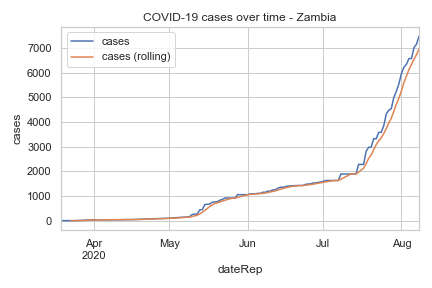 COVID-19 cases over time - Zambia
cases
cases (rolling)
7000
6000
5000
4000
3000
2000
1000
0
cases
Apr
2020
May
Jun
Jul
Aug
dateRep